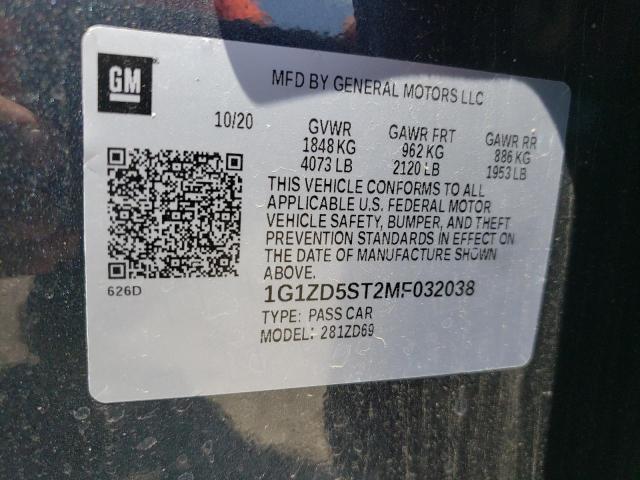 GM
MFD BY GENERAL MOTORS LLC
10/20 GVWR GAWR FRT GAWR RR
1848 KG 962 KG 886 KG
4073 LB 2120 LB 1953 LB
THIS VEHICLE CONFORMS TO ALL
APPLICABLE U.S. FEDERAL MOTOR
VEHICLE SAFETY, BUMPER, AND THEFT
PREVENTION STANDARDS IN EFFECT ON
THE DATE OF MANUFACTURE SHOWN
ABOVE.
626D
1G1ZD5ST2MF032038
TYPE: PASS CAR
MODEL: 281ZD69